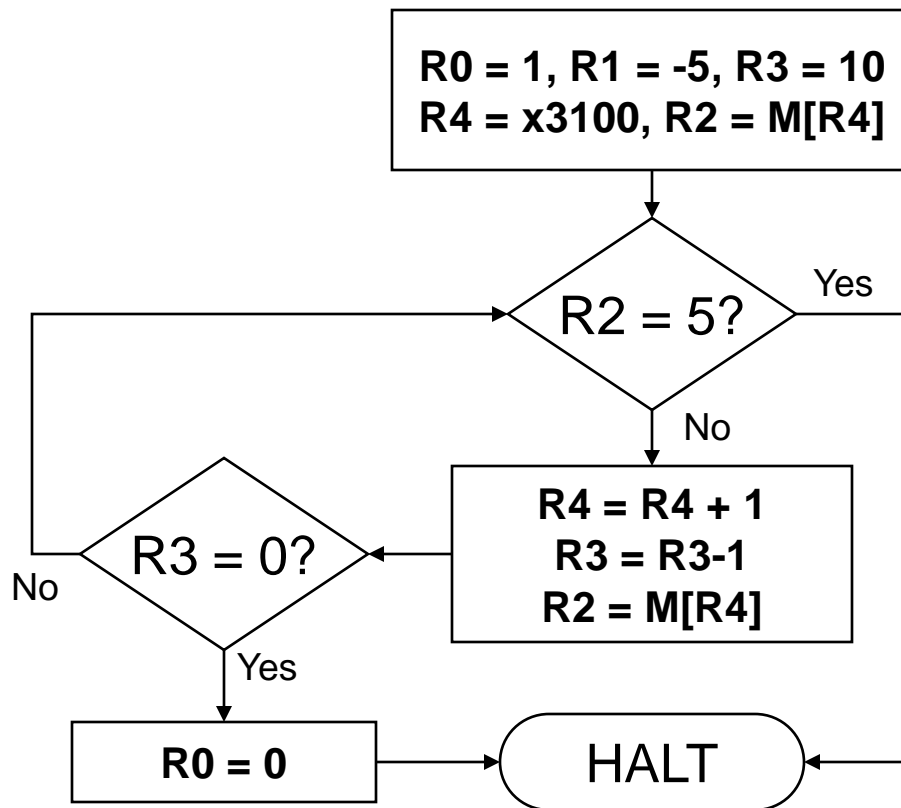 R0 = 1, R1 = -5, R3 = 10
R4 = x3100, R2 = M[R4]
R2 = 5?
Yes
No
R4 = R4 + 1
R3 = R3-1
R2 = M[R4]
R3 = 0?
No
Yes
R0 = 0
HALT